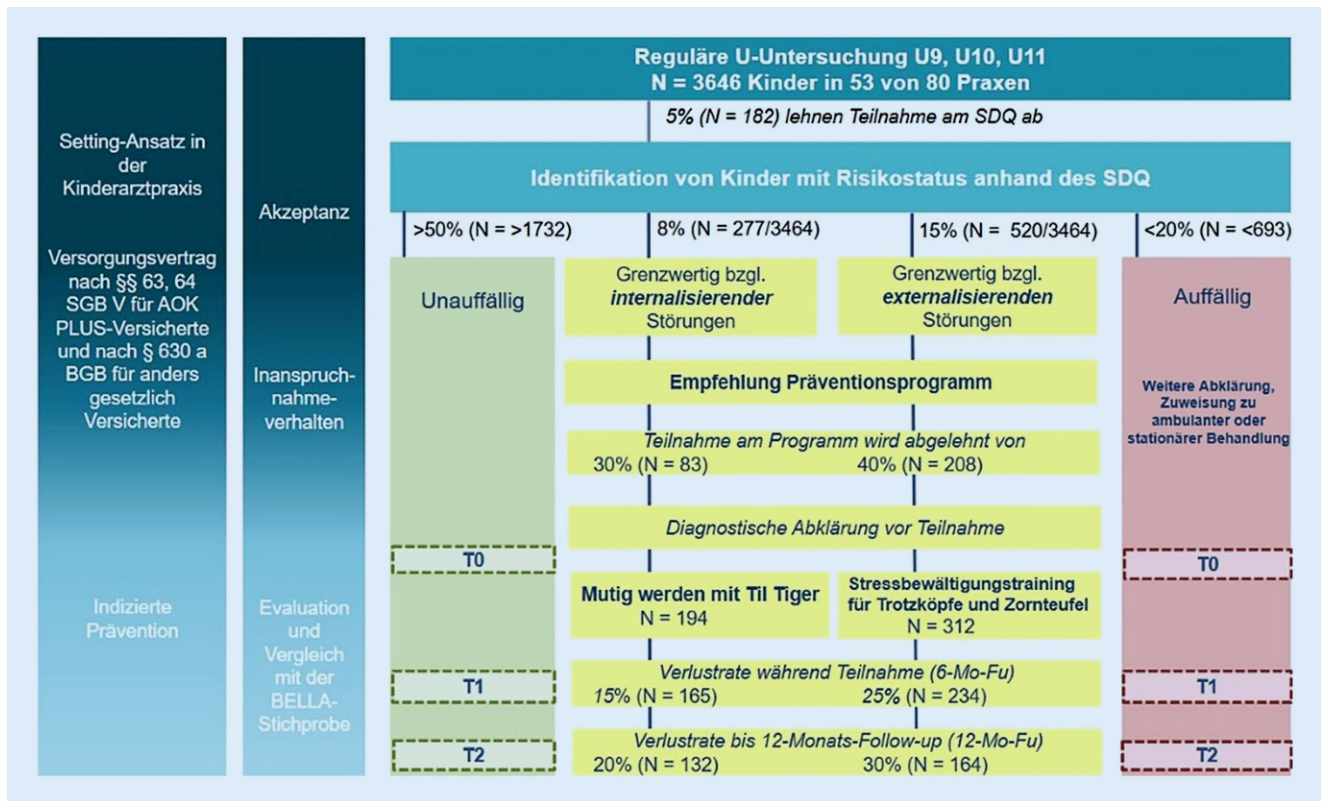 Setting-Ansatz in
der
Kinderarztpraxis
Versorgungsvertrag
nach §§ 63, 64
SGB V für AOK
PLUS-Versicherte
und nach § 630 a
BGB für anders
gesetzlich
Versicherte
Indizierte
Prävention
Akzeptanz
Inanspruch-
nahme-
verhalten
Evaluation
und
Vergleich
mit der
BELLA-
Stichprobe
Reguläre U-Untersuchung U9, U10, U11
N = 3646 Kinder in 53 von 80 Praxen
5% (N = 182) lehnen Teilnahme am SDQ ab
Identifikation von Kinder mit Risikostatus anhand des SDQ
>50% (N = >1732)
8% (N = 277/3464)
15% (N = 520/3464)
<20% (N = <693)
Unauffällig
Grenzwertig bzgl.
internalisierender
Störungen
Grenzwertig bzgl.
externalisierenden
Störungen
Auffällig
Empfehlung Präventionsprogramm
Weitere Abklärung,
Zuweisung zu
ambulanter oder
stationärer Behandlung
Teilnahme am Programm wird abgelehnt von
30% (N = 83) 40% (N = 208)
Diagnostische Abklärung vor Teilnahme
T0
T0
Mutig werden mit Til Tiger
N = 194
Stressbewältigungstraining
für Trotzköpfe und Zornteufel
N = 312
T1
Verlustrate während Teilnahme (6-Mo-Fu)
15% (N = 165) 25% (N = 234)
T1
T2
Verlustrate bis 12-Monats-Follow-up (12-Mo-Fu)
20% (N = 132) 30% (N = 164)
T2